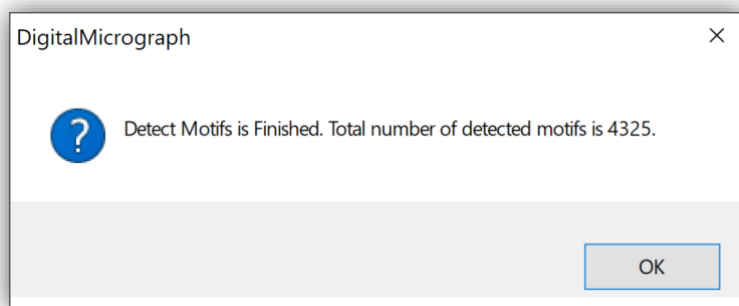 DigitalMicrograph
Detect Motifs is Finished. Total number of detected motifs is 4325.
OK